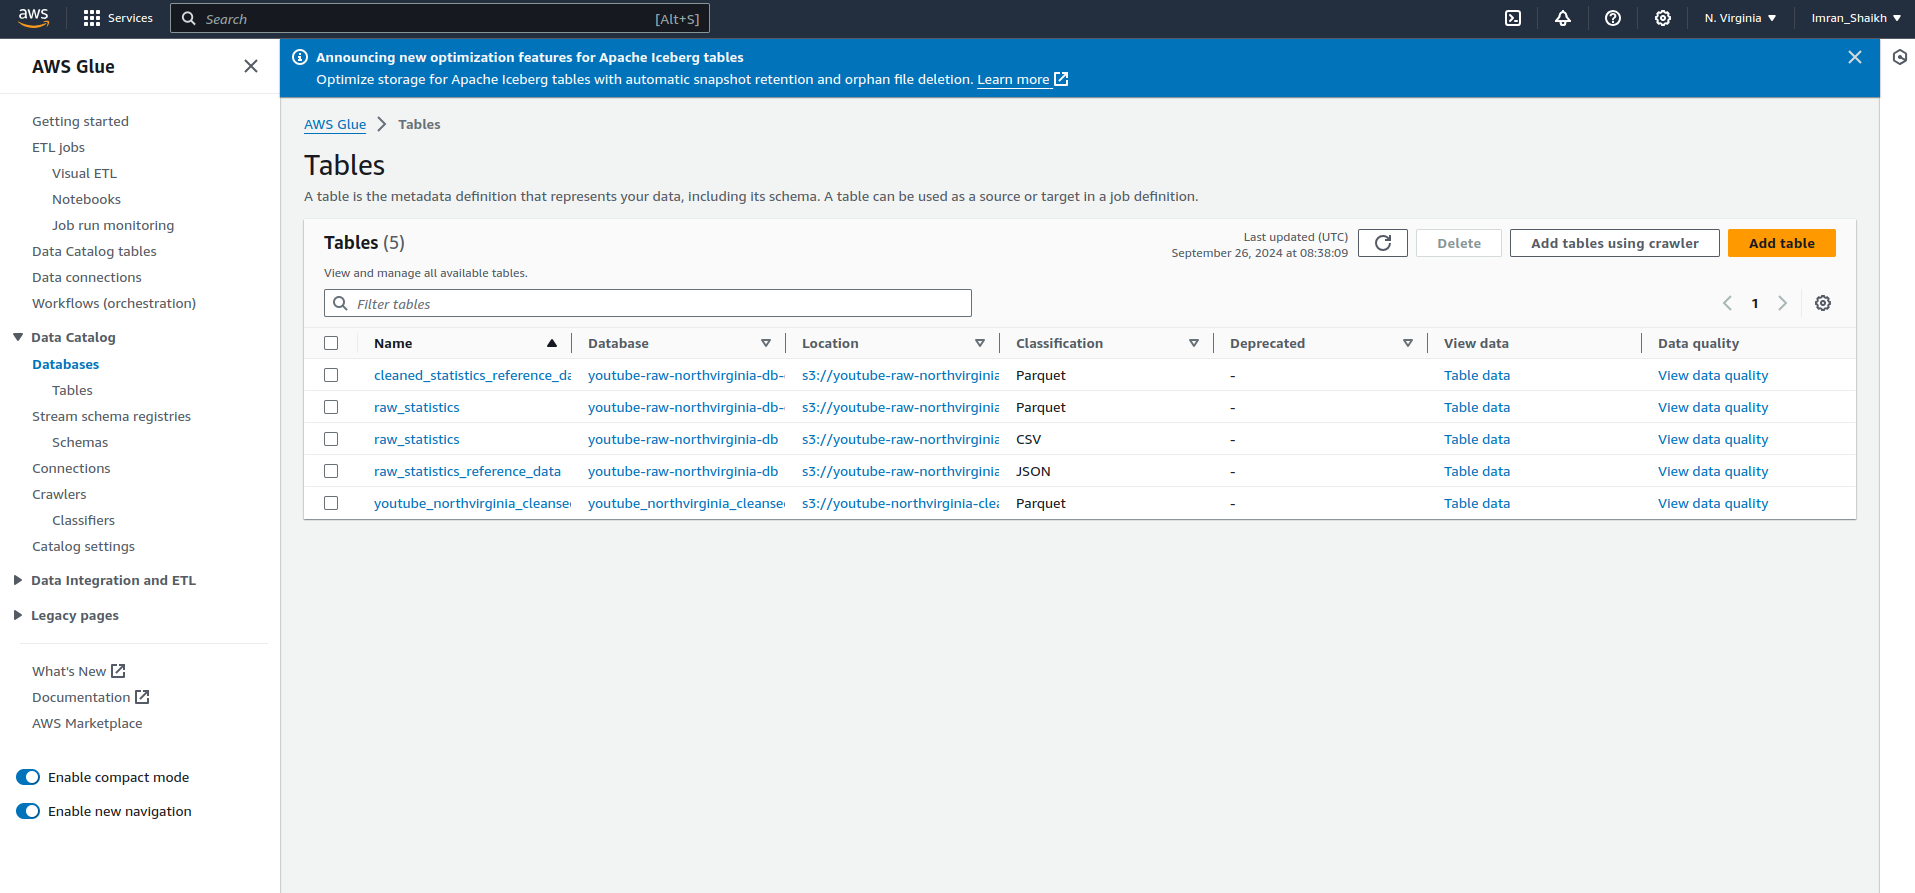 aws
Services
Search [Alt+S]
N. Virginia
Imran_Shaikh
AWS Glue
Getting started
ETL jobs
Visual ETL
Notebooks
Job run monitoring
Data Catalog tables
Data connections
Workflows (orchestration)
Data Catalog
Databases
Tables
Stream schema registries
Schemas
Connections
Crawlers
Classifiers
Catalog settings
Data Integration and ETL
Legacy pages
What's New
Documentation
AWS Marketplace
Enable compact mode
Enable new navigation
Announcing new optimization features for Apache Iceberg tables
Optimize storage for Apache Iceberg tables with automatic snapshot retention and orphan file deletion. Learn more
AWS Glue > Tables
Tables
A table is the metadata definition that represents your data, including its schema. A table can be used as a source or target in a job definition.
Tables (5)
View and manage all available tables.
Last updated (UTC)
September 26, 2024 at 08:38:09
Delete
Add tables using crawler
Add table
Filter tables
1
Name Database Location Classification Deprecated View data Data quality
cleaned_statistics_reference_da youtube-raw-northvirginia-db- s3://youtube-raw-northvirginia Parquet - Table data View data quality
raw_statistics youtube-raw-northvirginia-db- s3://youtube-raw-northvirginia Parquet - Table data View data quality
raw_statistics youtube-raw-northvirginia-db s3://youtube-raw-northvirginia CSV - Table data View data quality
raw_statistics_reference_data youtube-raw-northvirginia-db s3://youtube-raw-northvirginia JSON - Table data View data quality
youtube_northvirginia_cleansed youtube_northvirginia_cleansed s3://youtube-northvirginia-clea Parquet - Table data View data quality